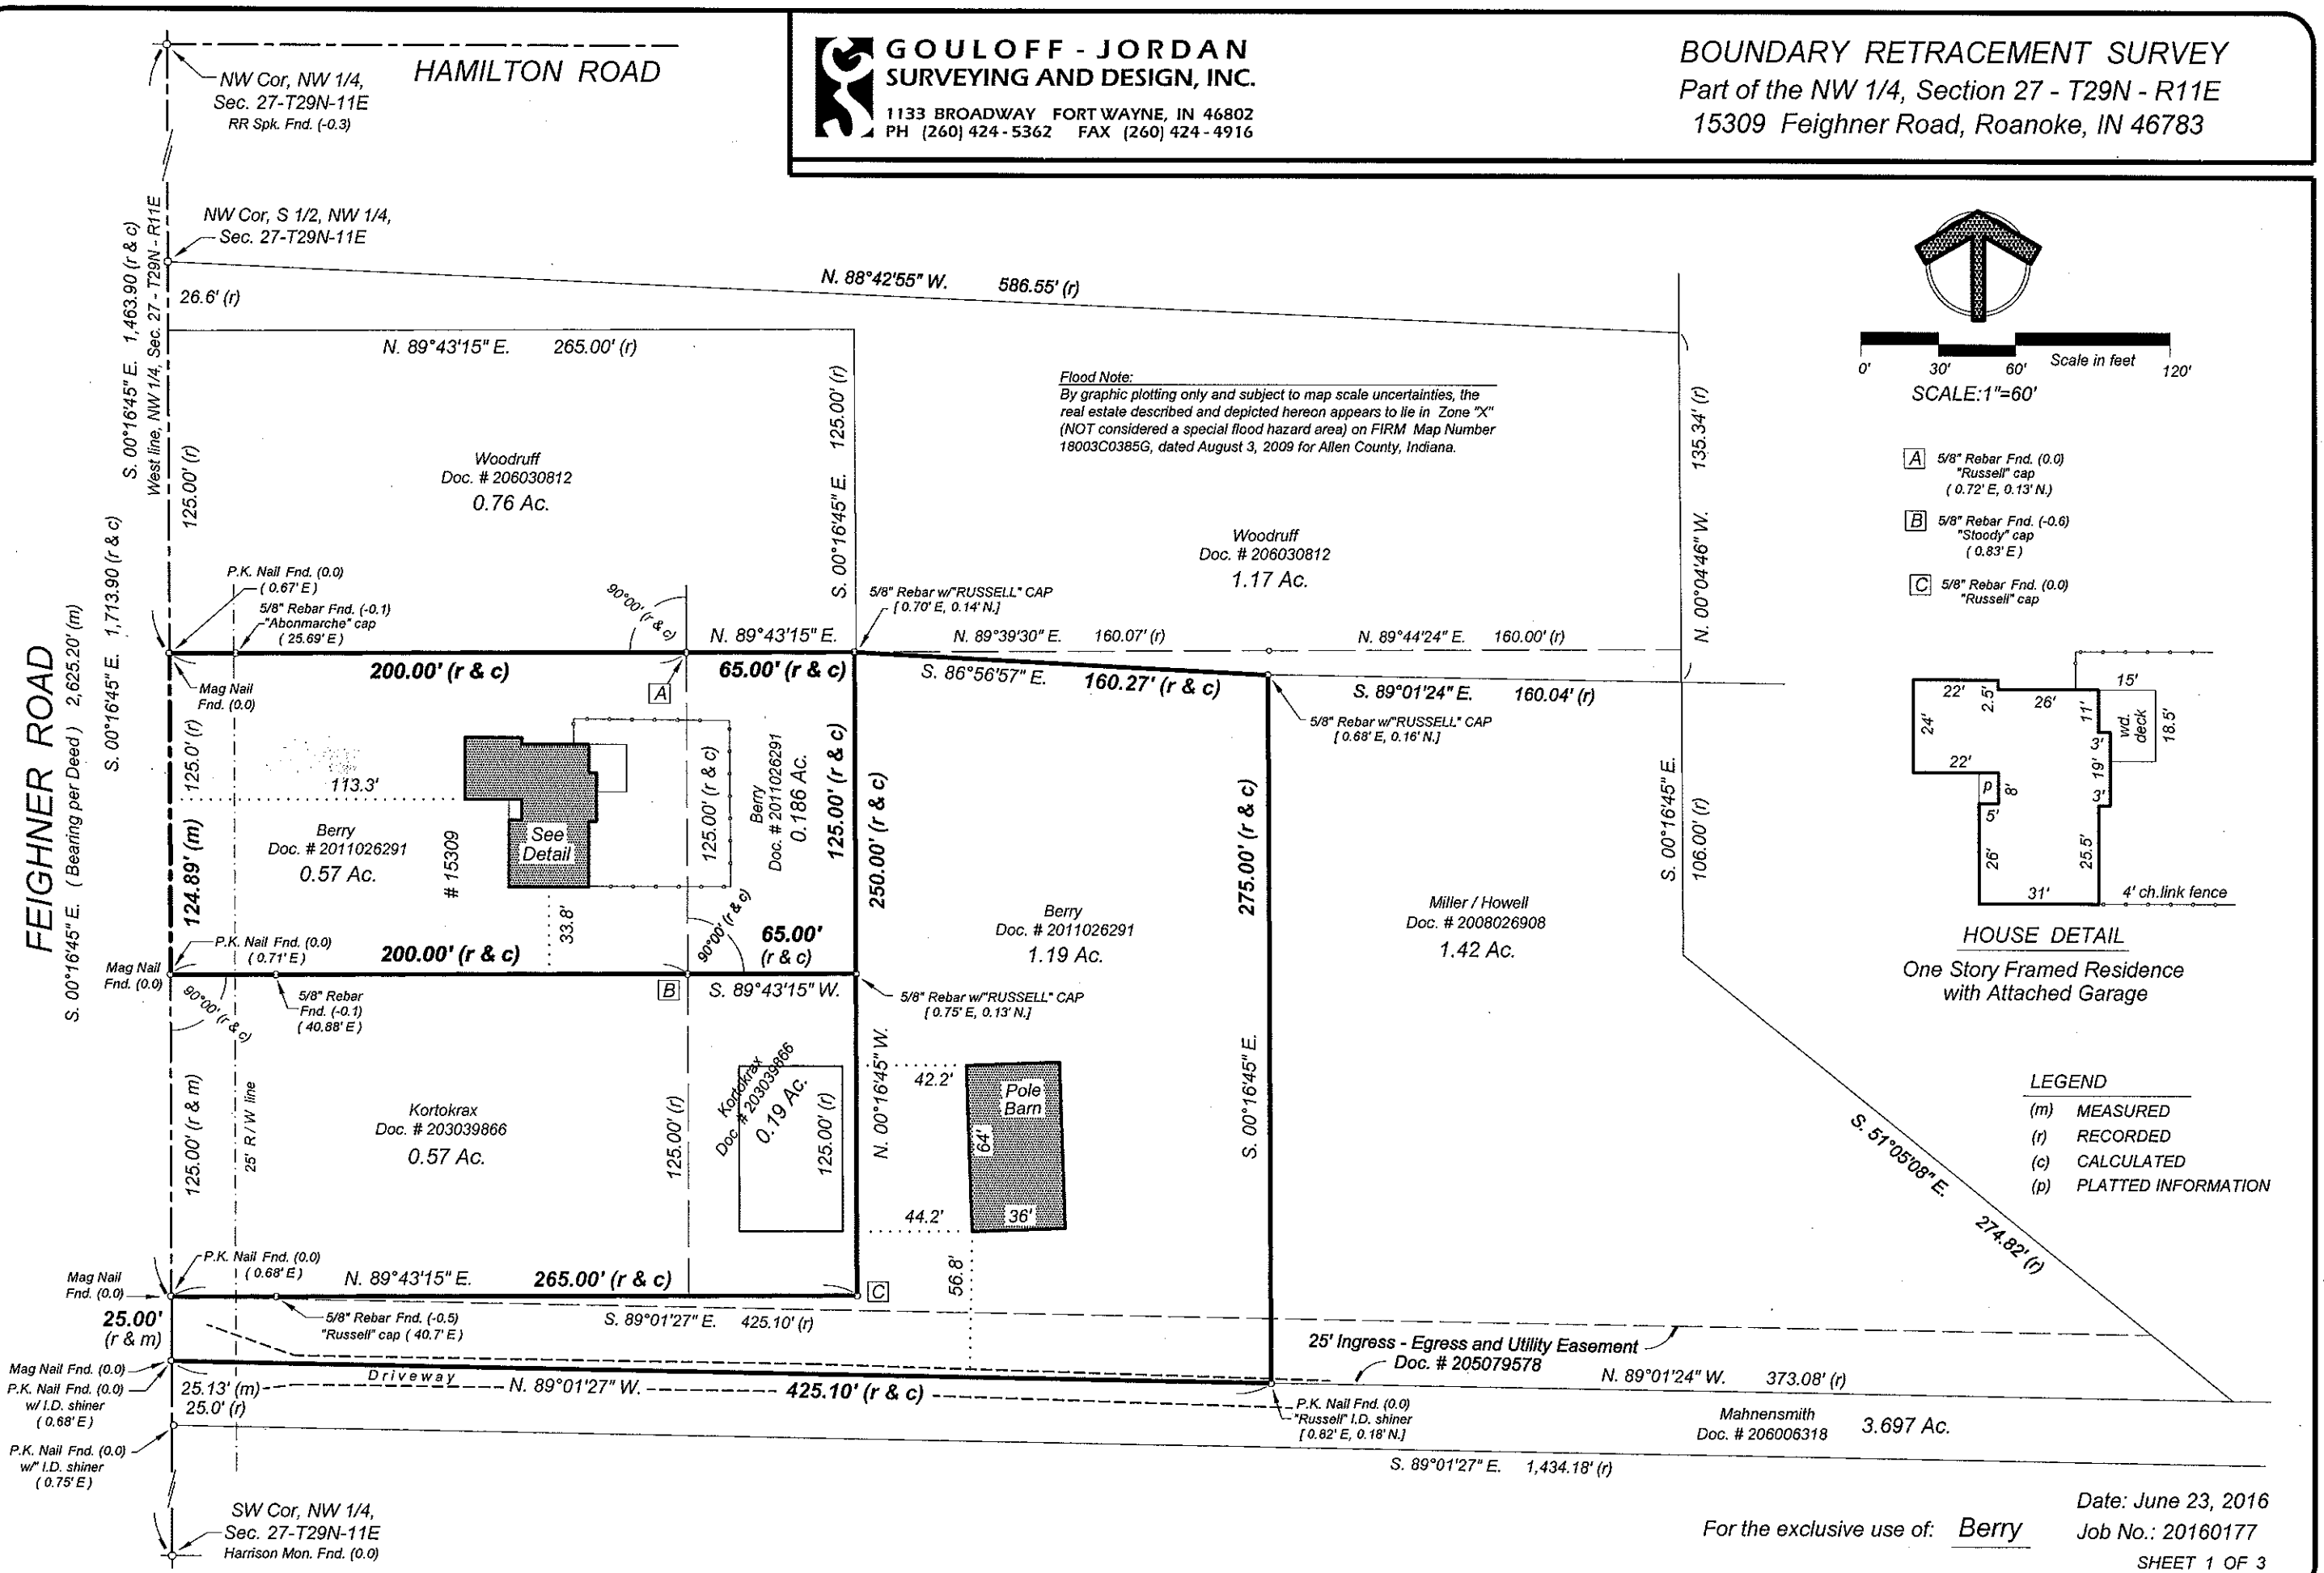 GOULOFF - JORDAN
SURVEYING AND DESIGN, INC.
1133 BROADWAY FORT WAYNE, IN 46802
PH (260) 424-5362 FAX (260) 424-4916
BOUNDARY RETRACEMENT SURVEY
Part of the NW 1/4, Section 27 - T29N - R11E
15309 Feighner Road, Roanoke, IN 46783
HAMILTON ROAD
NW Cor, NW 1/4,
Sec. 27-T29N-11E
RR Spk. Fnd. (-0.3)
NW Cor, S 1/2, NW 1/4,
Sec. 27-T29N-11E
S. 00°16'45" E. 1,463.90 (r & c)
West line, NW 1/4, Sec. 27 - T29N - R11E
26.6' (r)
N. 88°42'55" W. 586.55' (r)
N. 89°43'15" E. 265.00' (r)
125.00' (r)
S. 00°16'45" E. 125.00' (r)
Woodruff
Doc. # 206030812
0.76 Ac.
Flood Note:
By graphic plotting only and subject to map scale uncertainties, the
real estate described and depicted hereon appears to lie in Zone "X"
(NOT considered a special flood hazard area) on FIRM Map Number
18003C0385G, dated August 3, 2009 for Allen County, Indiana.
Woodruff
Doc. # 206030812
1.17 Ac.
N. 00°04'46" W. 135.34' (r)
0'
30'
60'
Scale in feet
120'
SCALE:1"=60'
A
5/8" Rebar Fnd. (0.0)
"Russell" cap
( 0.72' E, 0.13' N.)
B
5/8" Rebar Fnd. (-0.6)
"Stoody" cap
( 0.83' E )
C
5/8" Rebar Fnd. (0.0)
"Russell" cap
FEIGHNER ROAD
S. 00°16'45" E. ( Bearing per Deed ) 2,625.20' (m)
S. 00°16'45" E. 1,713.90 (r & c)
P.K. Nail Fnd. (0.0)
( 0.67' E )
5/8" Rebar Fnd. (-0.1)
"Abonmarche" cap
( 25.69' E )
90°00' (r & c)
N. 89°43'15" E.
5/8" Rebar w/"RUSSELL" CAP
[ 0.70' E, 0.14' N.]
N. 89°39'30" E. 160.07' (r)
N. 89°44'24" E. 160.00' (r)
Mag Nail
Fnd. (0.0)
200.00' (r & c)
A
65.00' (r & c)
S. 86°56'57" E. 160.27' (r & c)
S. 89°01'24" E. 160.04' (r)
5/8" Rebar w/"RUSSELL" CAP
[ 0.68' E, 0.16' N.]
125.0' (r)
124.89' (m)
113.3'
Berry
Doc. # 2011026291
0.57 Ac.
# 15309
See
Detail
33.8'
125.00' (r & c)
Berry
Doc. # 2011026291
0.186 Ac.
125.00' (r & c)
250.00' (r & c)
275.00' (r & c)
S. 00°16'45" E.
106.00' (r)
Berry
Doc. # 2011026291
1.19 Ac.
Miller / Howell
Doc. # 2008026908
1.42 Ac.
22'
2.5'
26'
15'
24'
11'
wd.
deck
18.5'
22'
3'
19'
p
8'
3'
5'
26'
25.5'
31'
4' ch.link fence
HOUSE DETAIL
One Story Framed Residence
with Attached Garage
P.K. Nail Fnd. (0.0)
( 0.71' E )
Mag Nail
Fnd. (0.0)
200.00' (r & c)
90°00' (r & c)
65.00'
(r & c)
90°00' (r & c)
5/8" Rebar
Fnd. (-0.1)
( 40.88' E )
B
S. 89°43'15" W.
5/8" Rebar w/"RUSSELL" CAP
[ 0.75' E, 0.13' N.]
125.00' (r & m)
25' R/W line
Kortokrax
Doc. # 203039866
0.57 Ac.
125.00' (r)
Kortokrax
Doc. # 203039866
0.19 Ac.
125.00' (r)
N. 00°16'45" W.
42.2'
Pole
Barn
64'
36'
44.2'
56.8'
S. 00°16'45" E.
S. 51°05'08" E. 274.82' (r)
LEGEND
(m) MEASURED
(r) RECORDED
(c) CALCULATED
(p) PLATTED INFORMATION
P.K. Nail Fnd. (0.0)
( 0.68' E )
Mag Nail
Fnd. (0.0)
N. 89°43'15" E. 265.00' (r & c)
C
25.00'
(r & m)
5/8" Rebar Fnd. (-0.5)
"Russell" cap ( 40.7' E )
S. 89°01'27" E. 425.10' (r)
25' Ingress - Egress and Utility Easement
Doc. # 205079578
Mag Nail Fnd. (0.0)
P.K. Nail Fnd. (0.0)
w/ I.D. shiner
( 0.68' E )
25.13' (m)
25.0' (r)
Driveway
N. 89°01'27" W. 425.10' (r & c)
N. 89°01'24" W. 373.08' (r)
P.K. Nail Fnd. (0.0)
"Russell" I.D. shiner
[ 0.82' E, 0.18' N.]
Mahnensmith
Doc. # 206006318
3.697 Ac.
P.K. Nail Fnd. (0.0)
w/" I.D. shiner
( 0.75' E )
S. 89°01'27" E. 1,434.18' (r)
SW Cor, NW 1/4,
Sec. 27-T29N-11E
Harrison Mon. Fnd. (0.0)
For the exclusive use of: Berry
Date: June 23, 2016
Job No.: 20160177
SHEET 1 OF 3